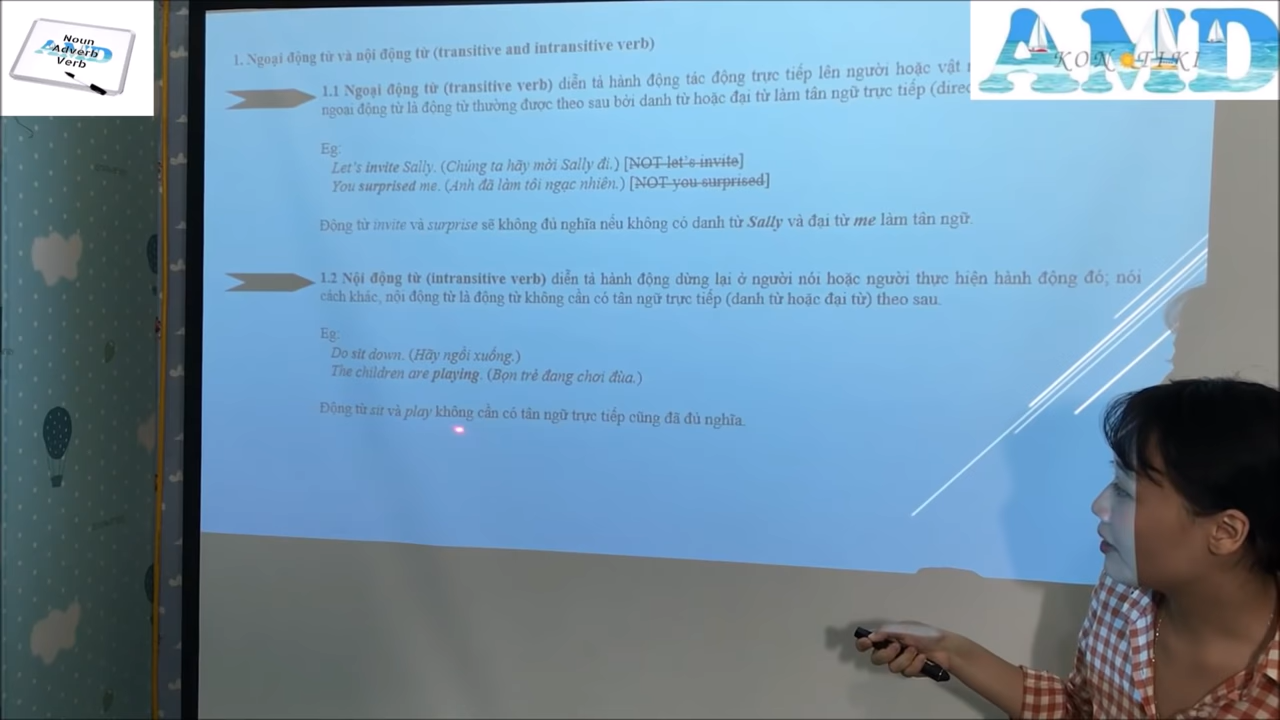 Noun
Adverb
Verb
AMD
AMD
KON TIKI
1. Ngoại động từ và nội động từ (transitive and intransitive verb)
1.1 Ngoại động từ (transitive verb) diễn tả hành động tác động trực tiếp lên người hoặc vật
ngoại động từ là động từ thường được theo sau bởi danh từ hoặc đại từ làm tân ngữ trực tiếp
Eg:
Let's invite Sally. (Chúng ta hãy mời Sally đi.) [NOT let's invite]
You surprised me. (Anh đã làm tôi ngạc nhiên.) [NOT you surprised]
Động từ invite và surprise sẽ không đủ nghĩa nếu không có danh từ Sally và đại từ me làm tân ngữ.
1.2 Nội động từ (intransitive verb) diễn tả hành động dừng lại ở người nói hoặc người thực hiện hành động đó; nói
cách khác, nội động từ là động từ không cần có tân ngữ trực tiếp (danh từ hoặc đại từ) theo sau.
Eg:
Do sit down. (Hãy ngồi xuống.)
The children are playing. (Bọn trẻ đang chơi đùa.)
Động từ sit và play không cần có tân ngữ trực tiếp cũng đã đủ nghĩa.